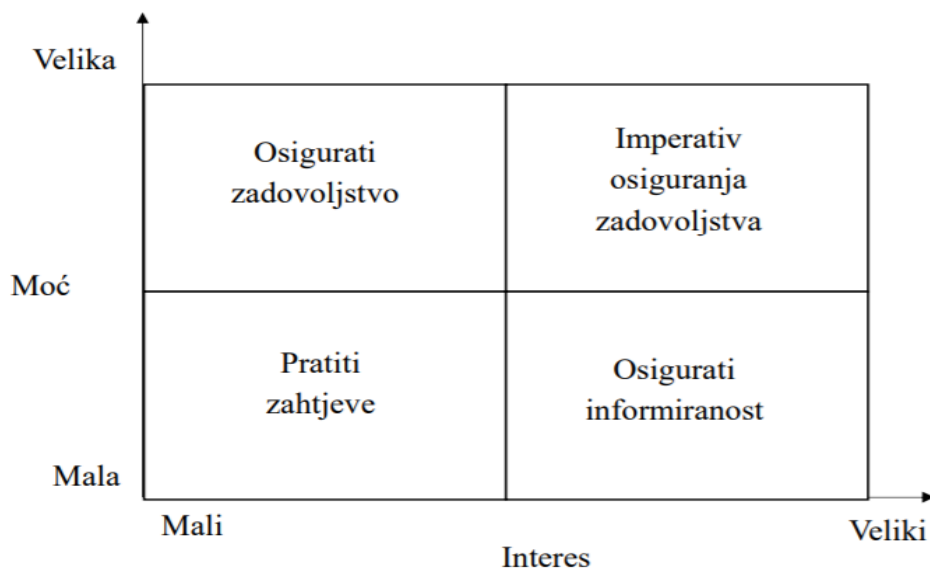 Velika
Osigurati
zadovoljstvo
Imperativ
osiguranja
zadovoljstva
Moć
Pratiti
zahtjeve
Osigurati
informiranost
Mala
Mali
Veliki
Interes